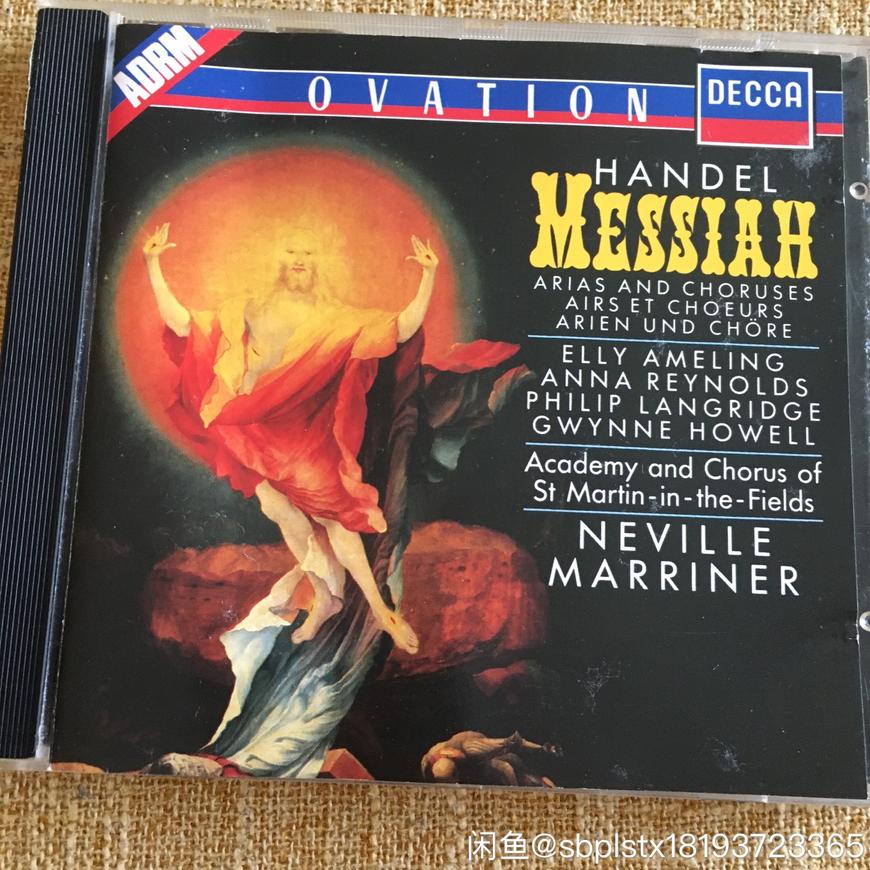 ADRM
OVATION
DECCA
HANDEL
MESSIAH
ARIAS AND CHORUSES
AIRS ET CHOEURS
ARIEN UND CHÖRE
ELLY AMELING
ANNA REYNOLDS
PHILIP LANGRIDGE
GWYNNE HOWELL
Academy and Chorus of
St Martin-in-the-Fields
NEVILLE
MARRINER
闲鱼@sbplstx18193723365